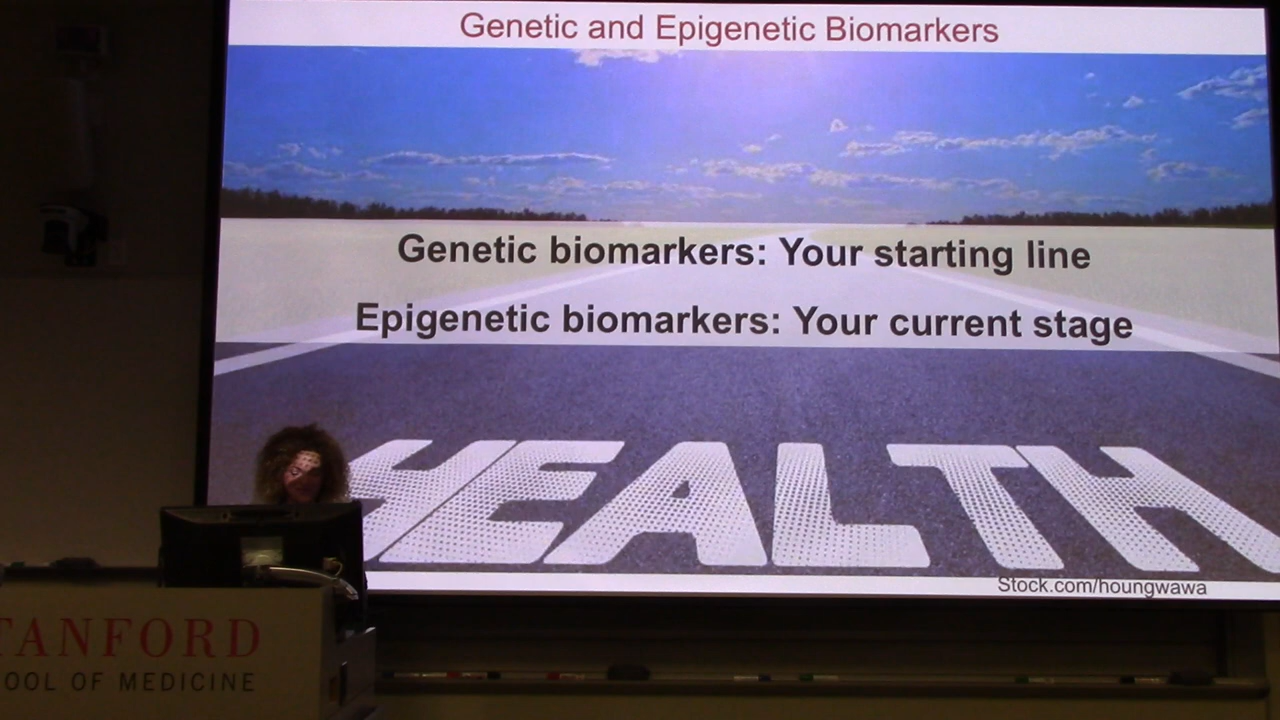 Genetic and Epigenetic Biomarkers
Genetic biomarkers: Your starting line
Epigenetic biomarkers: Your current stage
HEALTH
Stock.com/houngwawa
TANFORD
OOL OF MEDICINE